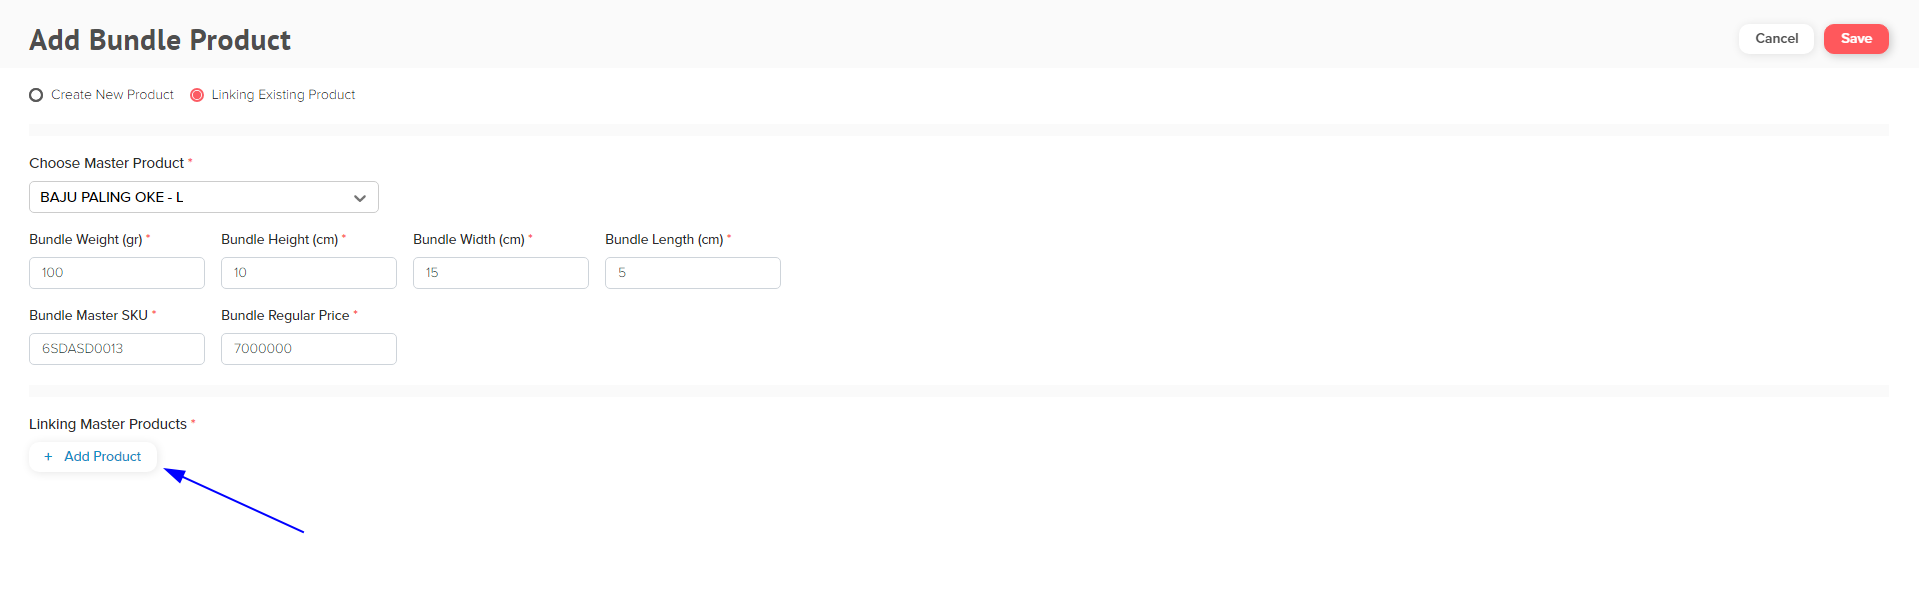 Add Bundle Product
Cancel
Save
Create New Product
Linking Existing Product
Choose Master Product *
BAJU PALING OKE - L
Bundle Weight (gr) *
Bundle Height (cm) *
Bundle Width (cm) *
Bundle Length (cm) *
100
10
15
5
Bundle Master SKU *
Bundle Regular Price *
6SDASD0013
7000000
Linking Master Products *
+ Add Product